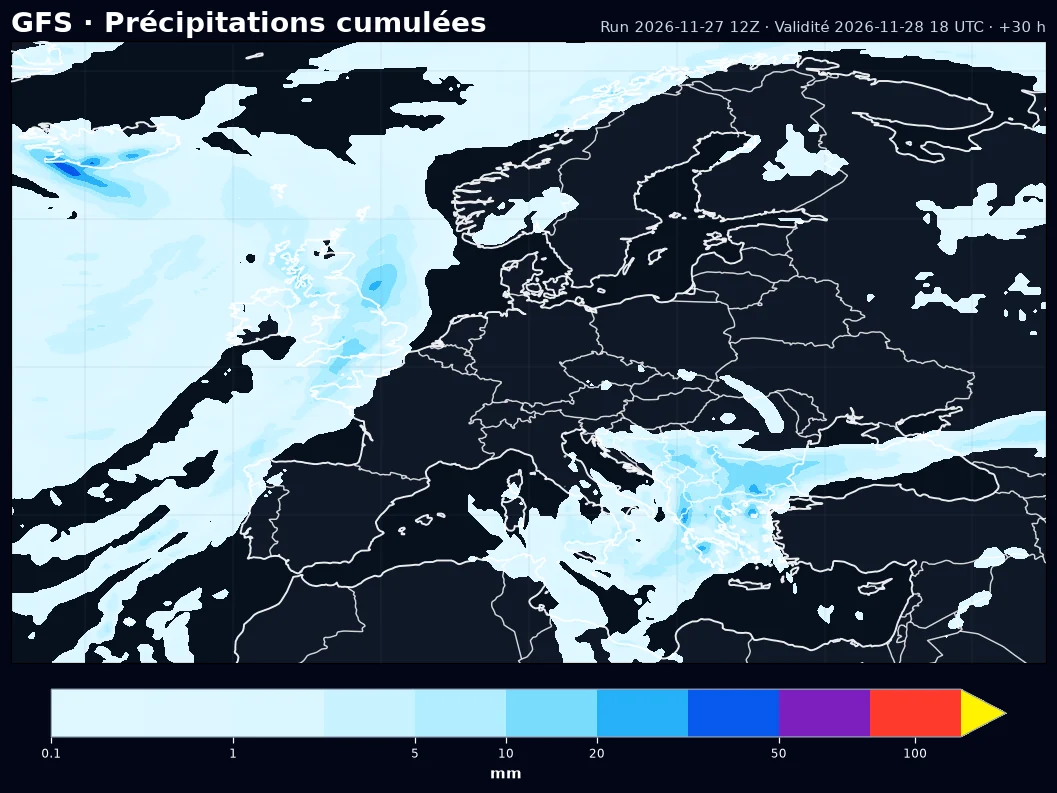 GFS · Précipitations cumulées
Run 2026-11-27 12Z · Validité 2026-11-28 18 UTC · +30 h
0.1 1 5 10 20 50 100
mm